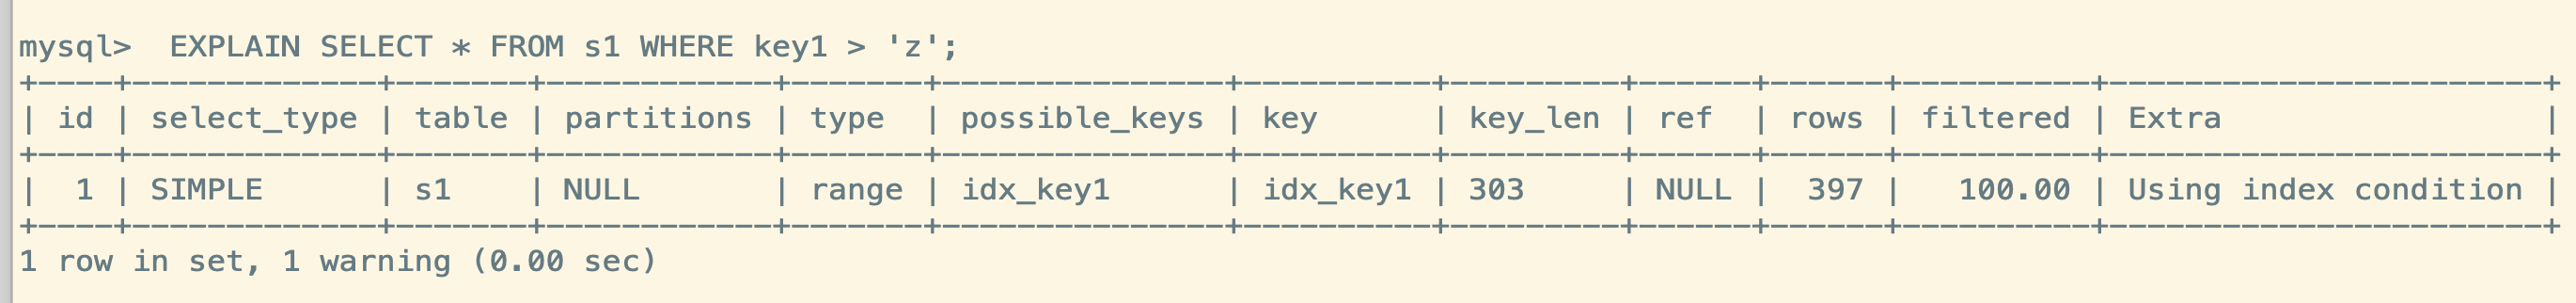 mysql>  EXPLAIN SELECT * FROM s1 WHERE key1 > 'z';
+----+-------------+-------+------------+-------+---------------+----------+---------+------+------+----------+-----------------------+
| id | select_type | table | partitions | type  | possible_keys | key      | key_len | ref  | rows | filtered | Extra                 |
+----+-------------+-------+------------+-------+---------------+----------+---------+------+------+----------+-----------------------+
|  1 | SIMPLE      | s1    | NULL       | range | idx_key1      | idx_key1 | 303     | NULL |  397 |   100.00 | Using index condition |
+----+-------------+-------+------------+-------+---------------+----------+---------+------+------+----------+-----------------------+
1 row in set, 1 warning (0.00 sec)